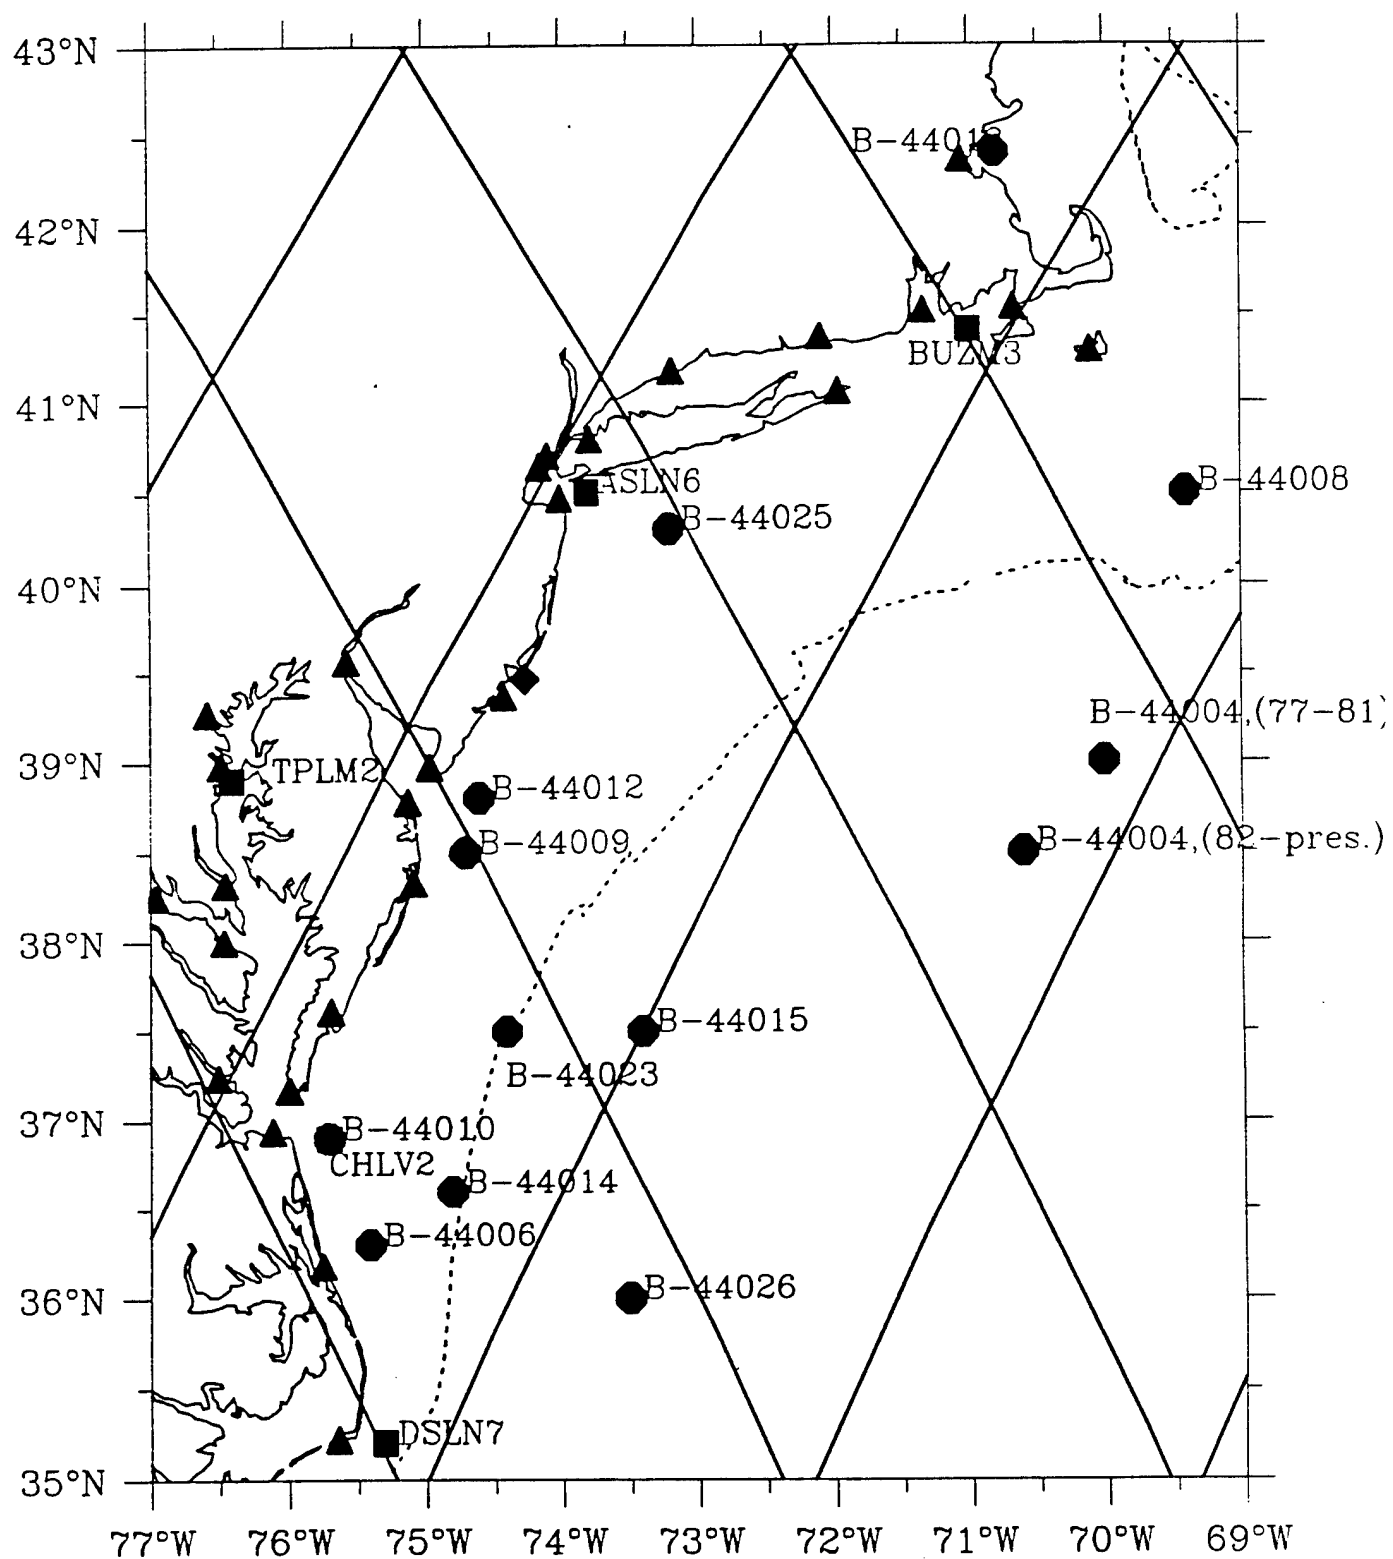 43°N
42°N
41°N
40°N
39°N
38°N
37°N
36°N
35°N
77°W 76°W 75°W 74°W 73°W 72°W 71°W 70°W 69°W
B-44013
BUZM3
ASLN6
B-44008
B-44025
B-44004,(77-81)
TPLM2
B-44012
B-44009
B-44004,(82-pres.)
B-44015
B-44023
B-44010
CHLV2
B-44014
B-44006
B-44026
DSLN7